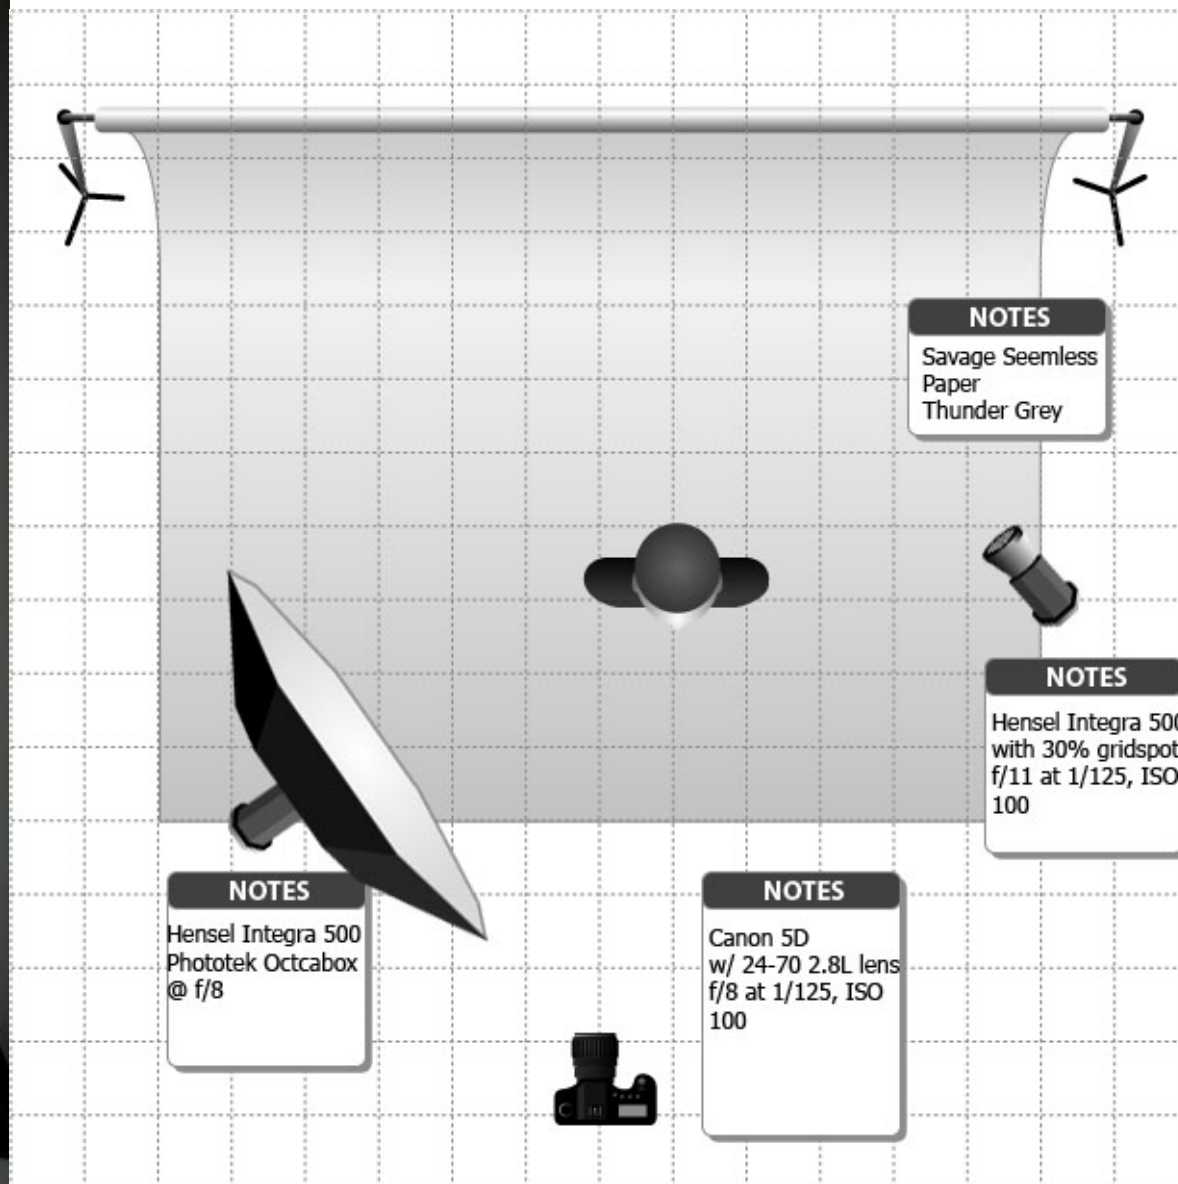 NOTES
Savage Seemless
Paper
Thunder Grey
NOTES
Hensel Integra 500
with 30% gridspot
f/11 at 1/125, ISO
100
NOTES
Hensel Integra 500
Phototek Octcabox
@ f/8
NOTES
Canon 5D
w/ 24-70 2.8L lens
f/8 at 1/125, ISO
100